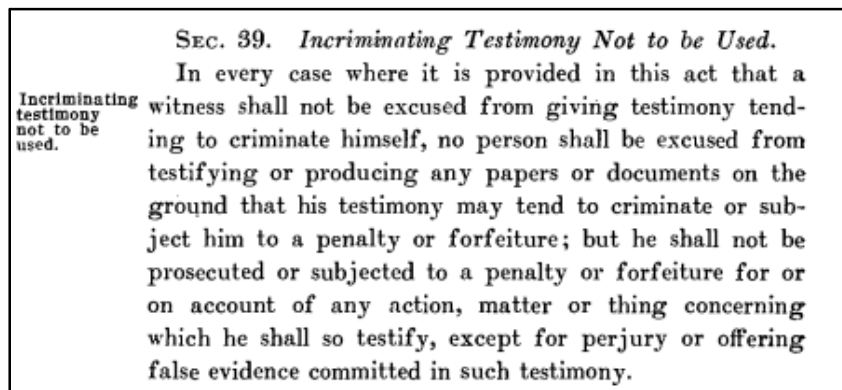 SEC. 39. Incriminating Testimony Not to be Used.
In every case where it is provided in this act that a
Incriminating
testimony
not to be
used.
witness shall not be excused from giving testimony tend-
ing to criminate himself, no person shall be excused from
testifying or producing any papers or documents on the
ground that his testimony may tend to criminate or sub-
ject him to a penalty or forfeiture; but he shall not be
prosecuted or subjected to a penalty or forfeiture for or
on account of any action, matter or thing concerning
which he shall so testify, except for perjury or offering
false evidence committed in such testimony.